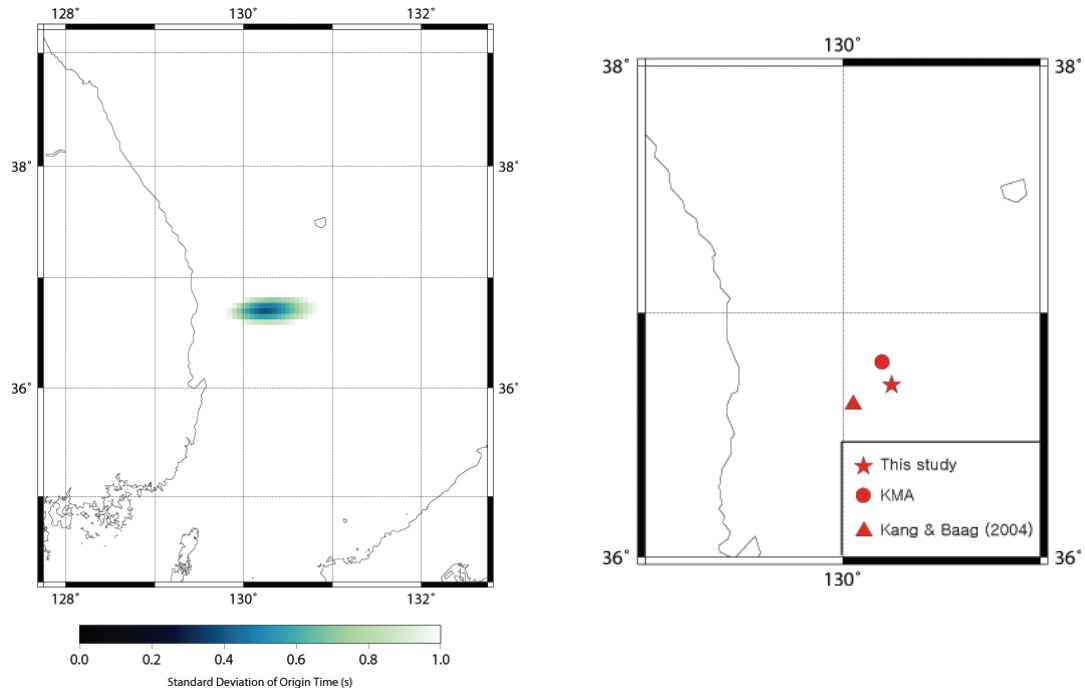 128˚ 130˚ 132˚
38˚ 38˚
36˚ 36˚
128˚ 130˚ 132˚
0.0 0.2 0.4 0.6 0.8 1.0
Standard Deviation of Origin Time (s)
130˚
38˚ 38˚
This study
KMA
Kang & Baag (2004)
36˚ 36˚
130˚